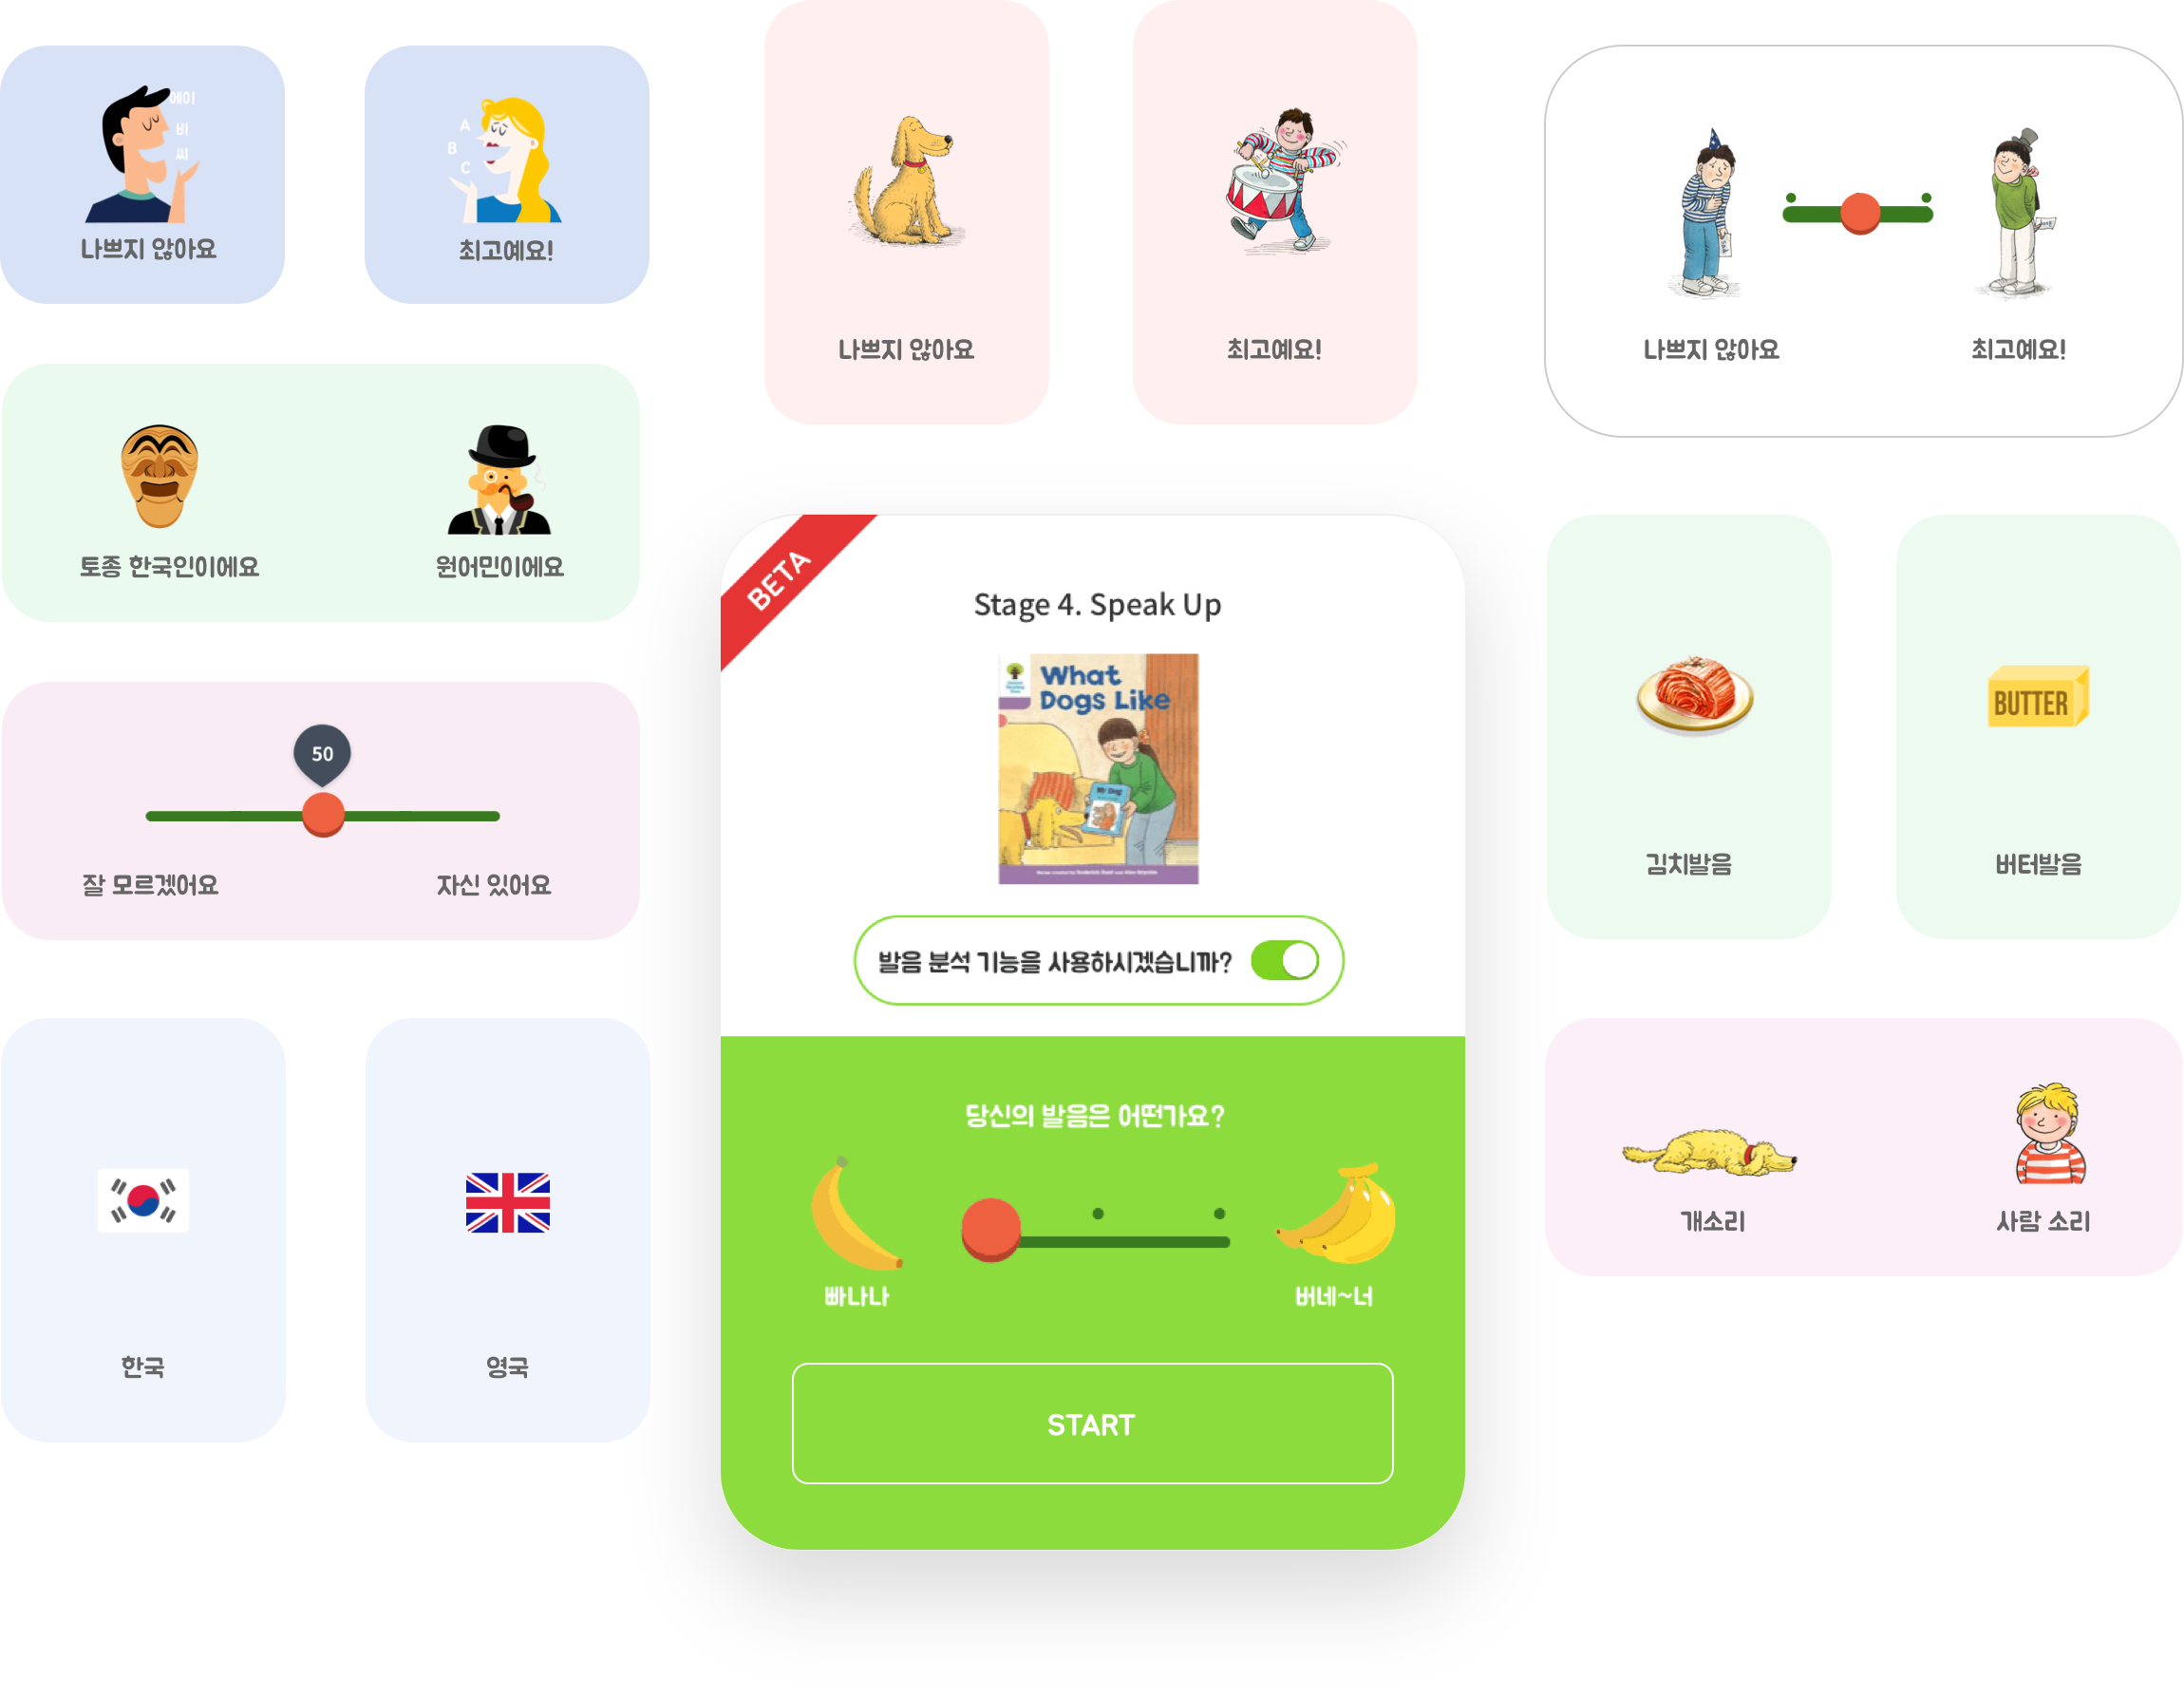 에이
비
씨
나쁘지 않아요
A
B
C
최고예요!
토종 한국인이에요
원어민이에요
50
잘 모르겠어요
자신 있어요
한국
영국
나쁘지 않아요
최고예요!
BETA
Stage 4. Speak Up
What
Dogs Like
My Dog
발음 분석 기능을 사용하시겠습니까?
당신의 발음은 어떤가요?
빠나나
버네~너
START
나쁘지 않아요
최고예요!
김치발음
BUTTER
버터발음
개소리
사람 소리